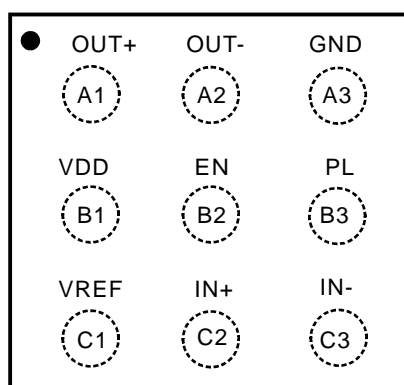 OUT+ OUT- GND
A1 A2 A3
VDD EN PL
B1 B2 B3
VREF IN+ IN-
C1 C2 C3